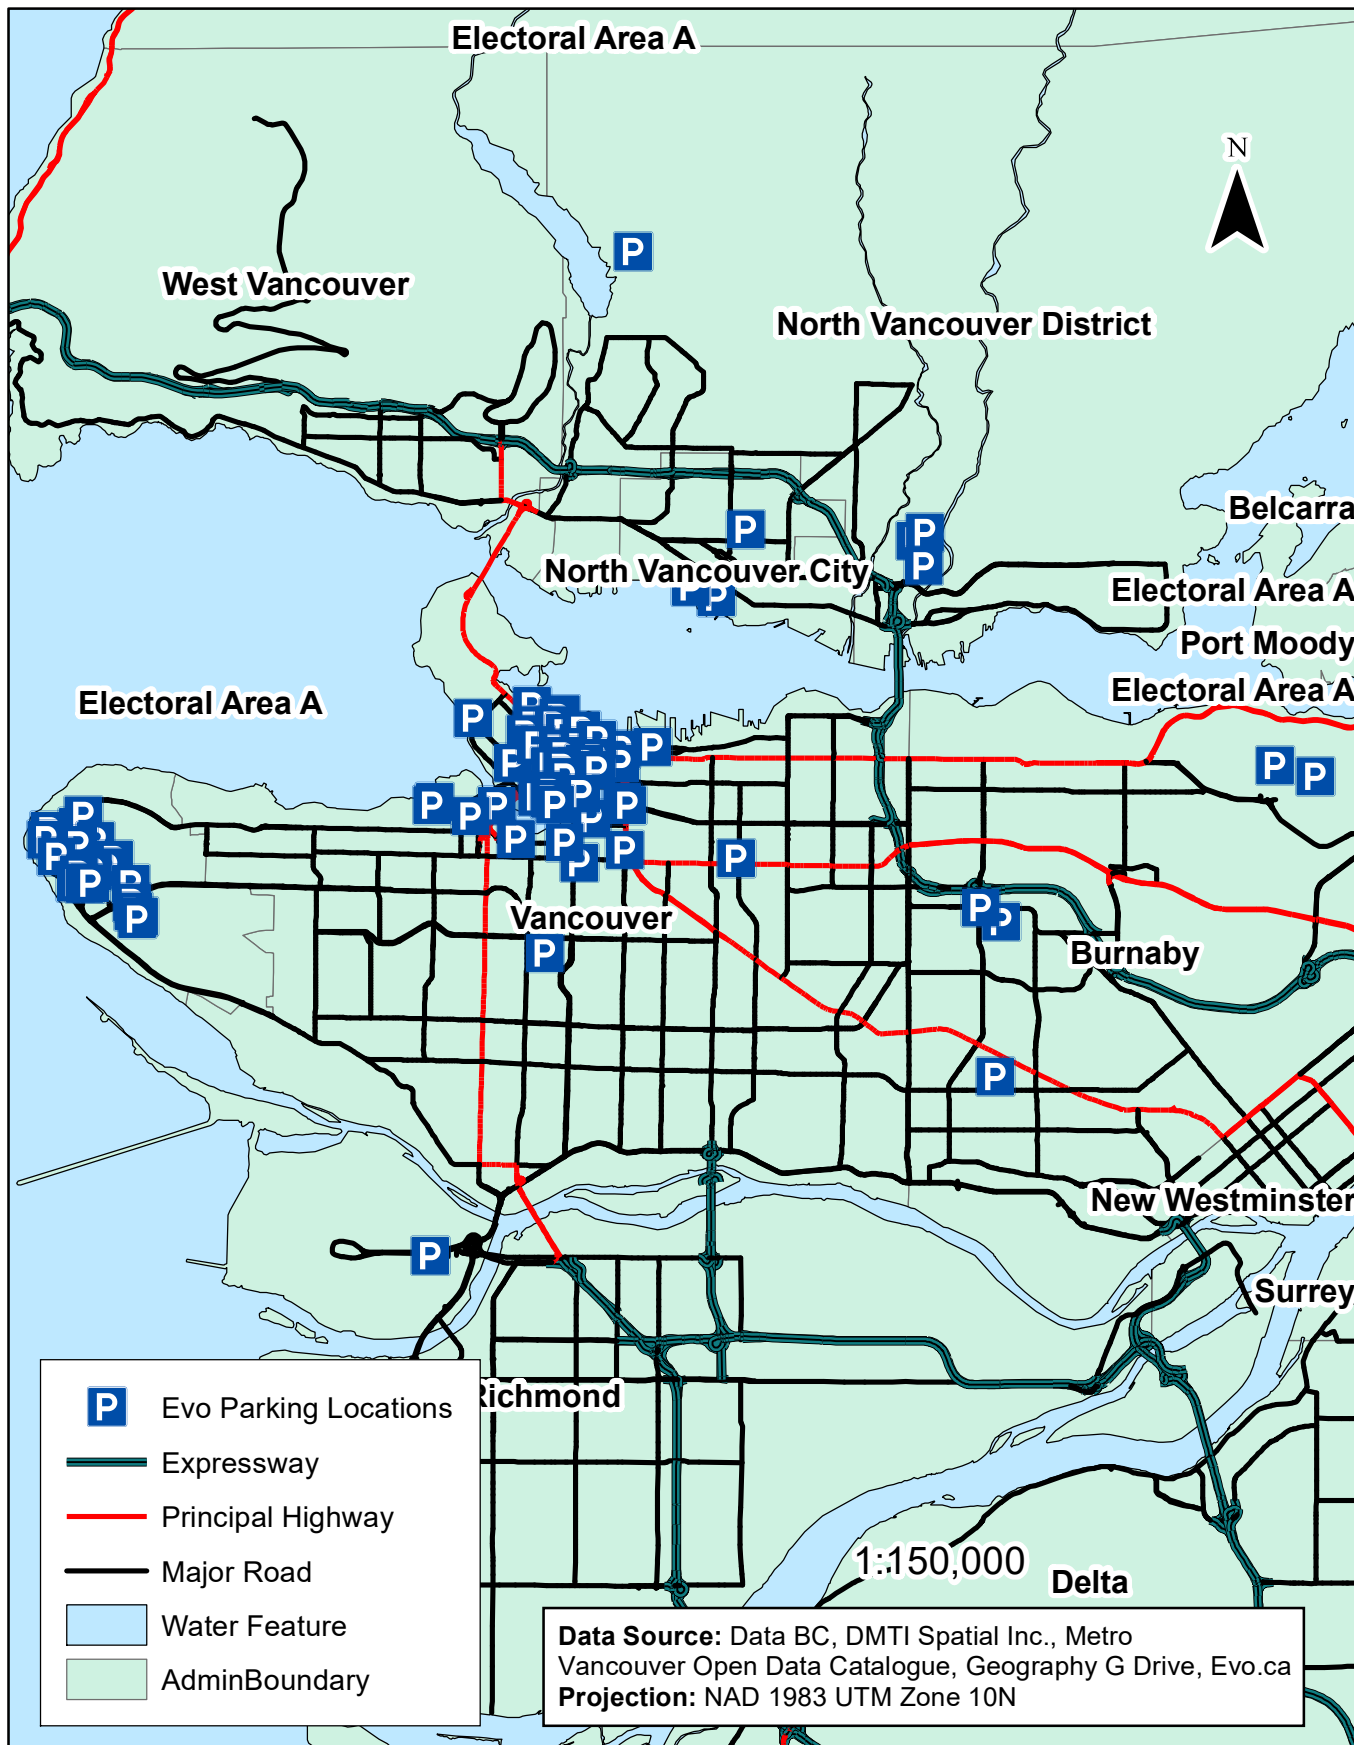 Electoral Area A
N
West Vancouver
North Vancouver District
Belcarra
North Vancouver City
Electoral Area A
Port Moody
Electoral Area A
Electoral Area A
Vancouver
Burnaby
New Westminster
Surrey
Richmond
P Evo Parking Locations
Expressway
Principal Highway
Major Road
Water Feature
AdminBoundary
1:150,000
Delta
Data Source: Data BC, DMTI Spatial Inc., Metro
Vancouver Open Data Catalogue, Geography G Drive, Evo.ca
Projection: NAD 1983 UTM Zone 10N